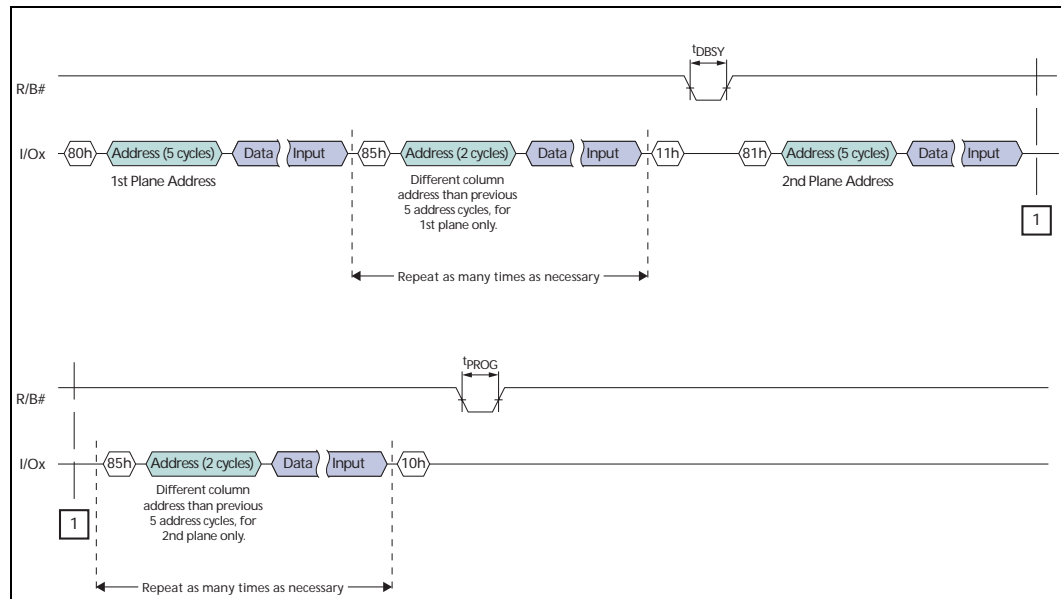 tDBSY
R/B#
I/Ox 80h Address (5 cycles) Data Input 85h Address (2 cycles) Data Input 11h 81h Address (5 cycles) Data Input
1st Plane Address
Different column
address than previous
5 address cycles, for
1st plane only.
2nd Plane Address
1
Repeat as many times as necessary
tPROG
R/B#
I/Ox 85h Address (2 cycles) Data Input 10h
1
Different column
address than previous
5 address cycles, for
2nd plane only.
Repeat as many times as necessary